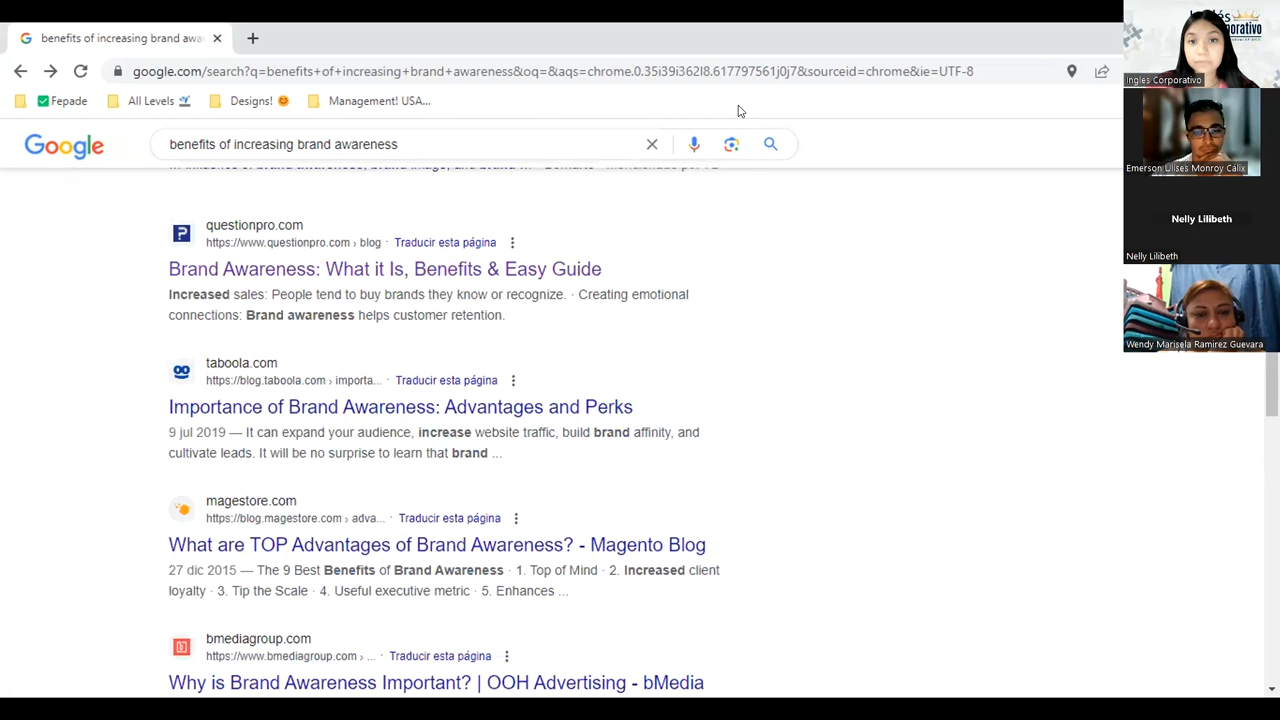 benefits of increasing brand awa
google.com/search?q=benefits+of+increasing+brand+awareness&oq=&aqs=chrome.0.35i39i362l8.617797561j0j7&sourceid=chrome&ie=UTF-8
Fepade
All Levels
Designs!
Management! USA...
Google
benefits of increasing brand awareness
questionpro.com
https://www.questionpro.com › blog · Traducir esta página
Brand Awareness: What it Is, Benefits & Easy Guide
Increased sales: People tend to buy brands they know or recognize. · Creating emotional
connections: Brand awareness helps customer retention.
taboola.com
https://blog.taboola.com › importa... · Traducir esta página
Importance of Brand Awareness: Advantages and Perks
9 jul 2019 — It can expand your audience, increase website traffic, build brand affinity, and
cultivate leads. It will be no surprise to learn that brand ...
magestore.com
https://blog.magestore.com › adva... · Traducir esta página
What are TOP Advantages of Brand Awareness? - Magento Blog
27 dic 2015 — The 9 Best Benefits of Brand Awareness · 1. Top of Mind · 2. Increased client
loyalty · 3. Tip the Scale · 4. Useful executive metric · 5. Enhances ...
bmediagroup.com
https://www.bmediagroup.com › ... · Traducir esta página
Why is Brand Awareness Important? | OOH Advertising - bMedia
Ingles Corporativo
Emerson Ulises Monroy Cálix
Nelly Lilibeth
Nelly Lilibeth
Wendy Marisela Ramirez Guevara